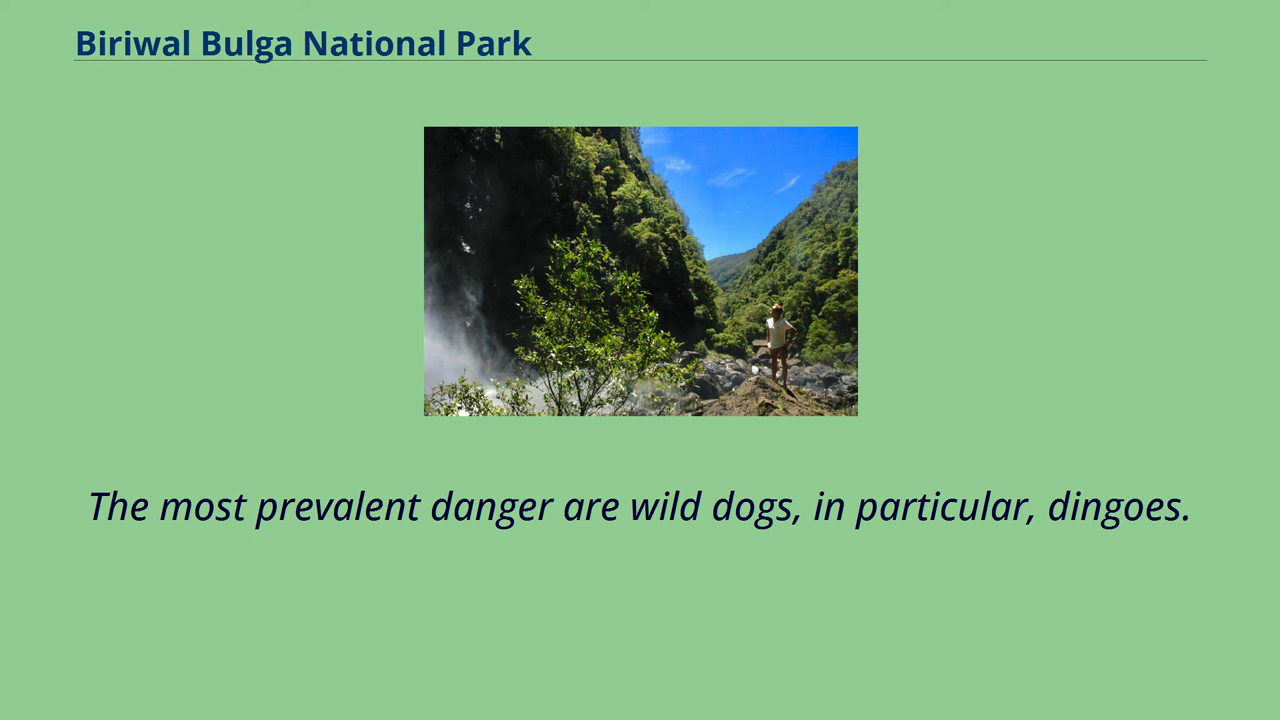 Biriwal Bulga National Park
The most prevalent danger are wild dogs, in particular, dingoes.